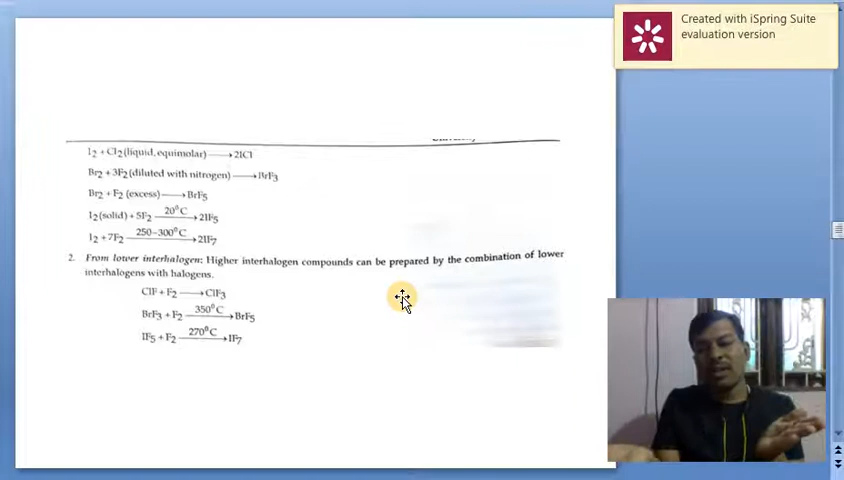 Created with iSpring Suite
evaluation version
I2 + Cl2(liquid, equimolar) ⟶ 2ICl
Br2 + 3F2(diluted with nitrogen) ⟶ BrF3
Br2 + F2 (excess) ⟶ BrF5
I2(solid) + 5F2 20°C ⟶ 2IF5
I2 + 7F2 250-300°C ⟶ 2IF7
2. From lower interhalogen: Higher interhalogen compounds can be prepared by the combination of lower
interhalogens with halogens.
ClF + F2 ⟶ ClF3
BrF3 + F2 350°C ⟶ BrF5
IF5 + F2 270°C ⟶ IF7